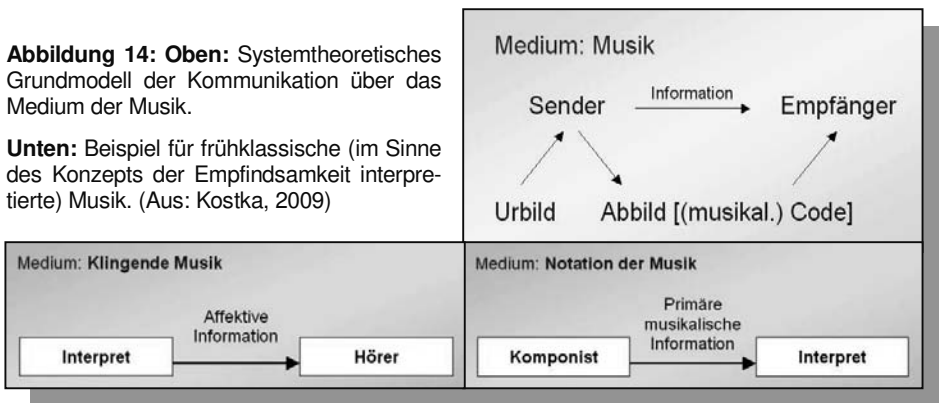 Abbildung 14: Oben: Systemtheoretisches
Grundmodell der Kommunikation über das
Medium der Musik.
Unten: Beispiel für frühklassische (im Sinne
des Konzepts der Empfindsamkeit interpre-
tierte) Musik. (Aus: Kostka, 2009)
Medium: Musik
Information
Sender
Empfänger
Urbild
Abbild [(musikal.) Code]
Medium: Klingende Musik
Affektive
Information
Interpret
Hörer
Medium: Notation der Musik
Primäre
musikalische
Information
Komponist
Interpret